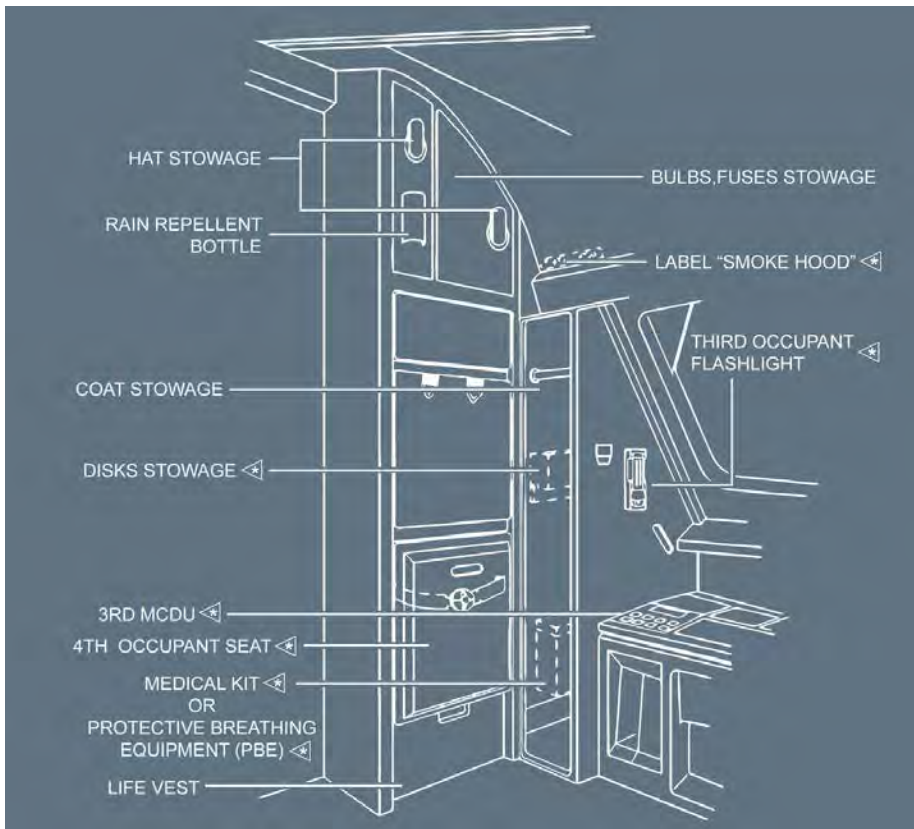 HAT STOWAGE
RAIN REPELLENT
BOTTLE
COAT STOWAGE
DISKS STOWAGE
3RD MCDU
4TH OCCUPANT SEAT
MEDICAL KIT
OR
PROTECTIVE BREATHING
EQUIPMENT (PBE)
LIFE VEST
BULBS,FUSES STOWAGE
LABEL “SMOKE HOOD”
THIRD OCCUPANT
FLASHLIGHT